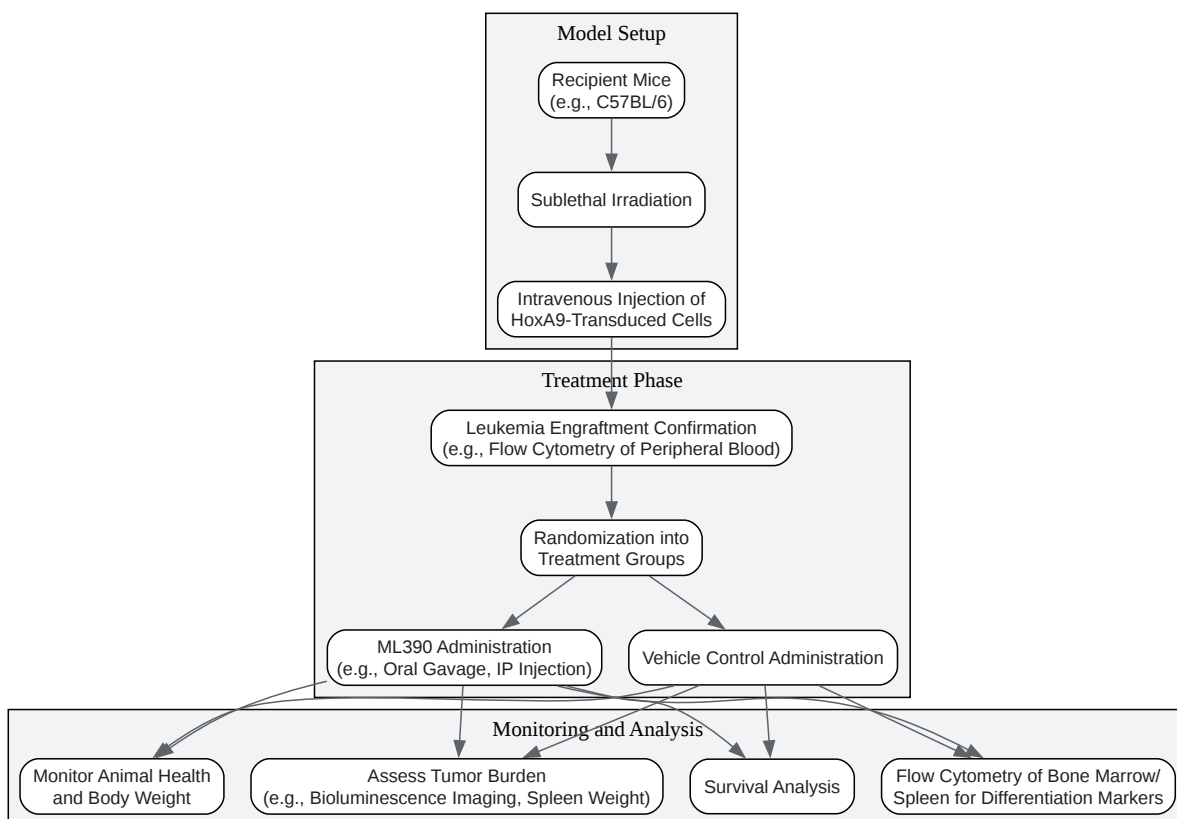 Model Setup
Recipient Mice
(e.g., C57BL/6)
Sublethal Irradiation
Intravenous Injection of
HoxA9-Transduced Cells
Treatment Phase
Leukemia Engraftment Confirmation
(e.g., Flow Cytometry of Peripheral Blood)
Randomization into
Treatment Groups
ML390 Administration
(e.g., Oral Gavage, IP Injection)
Vehicle Control Administration
Monitoring and Analysis
Monitor Animal Health
and Body Weight
Assess Tumor Burden
(e.g., Bioluminescence Imaging, Spleen Weight)
Survival Analysis
Flow Cytometry of Bone Marrow/
Spleen for Differentiation Markers